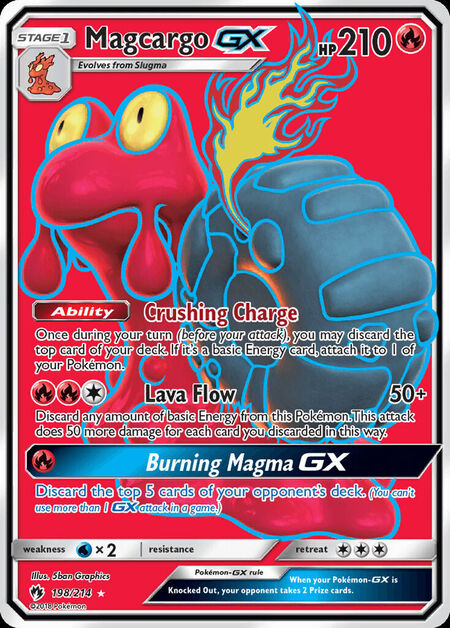 STAGE 1 Magcargo GX HP 210
Evolves from Slugma
Ability Crushing Charge
Once during your turn (before your attack), you may discard the
top card of your deck. If it's a basic Energy card, attach it to 1 of
your Pokémon.
Lava Flow 50+
Discard any amount of basic Energy from this Pokémon. This attack
does 50 more damage for each card you discarded in this way.
Burning Magma GX
Discard the top 5 cards of your opponent's deck. (You can't
use more than 1 GX attack in a game.)
weakness ×2 resistance retreat
Illus. 5ban Graphics
198/214 ★
©2018 Pokémon
Pokémon-GX rule
When your Pokémon-GX is
Knocked Out, your opponent takes 2 Prize cards.